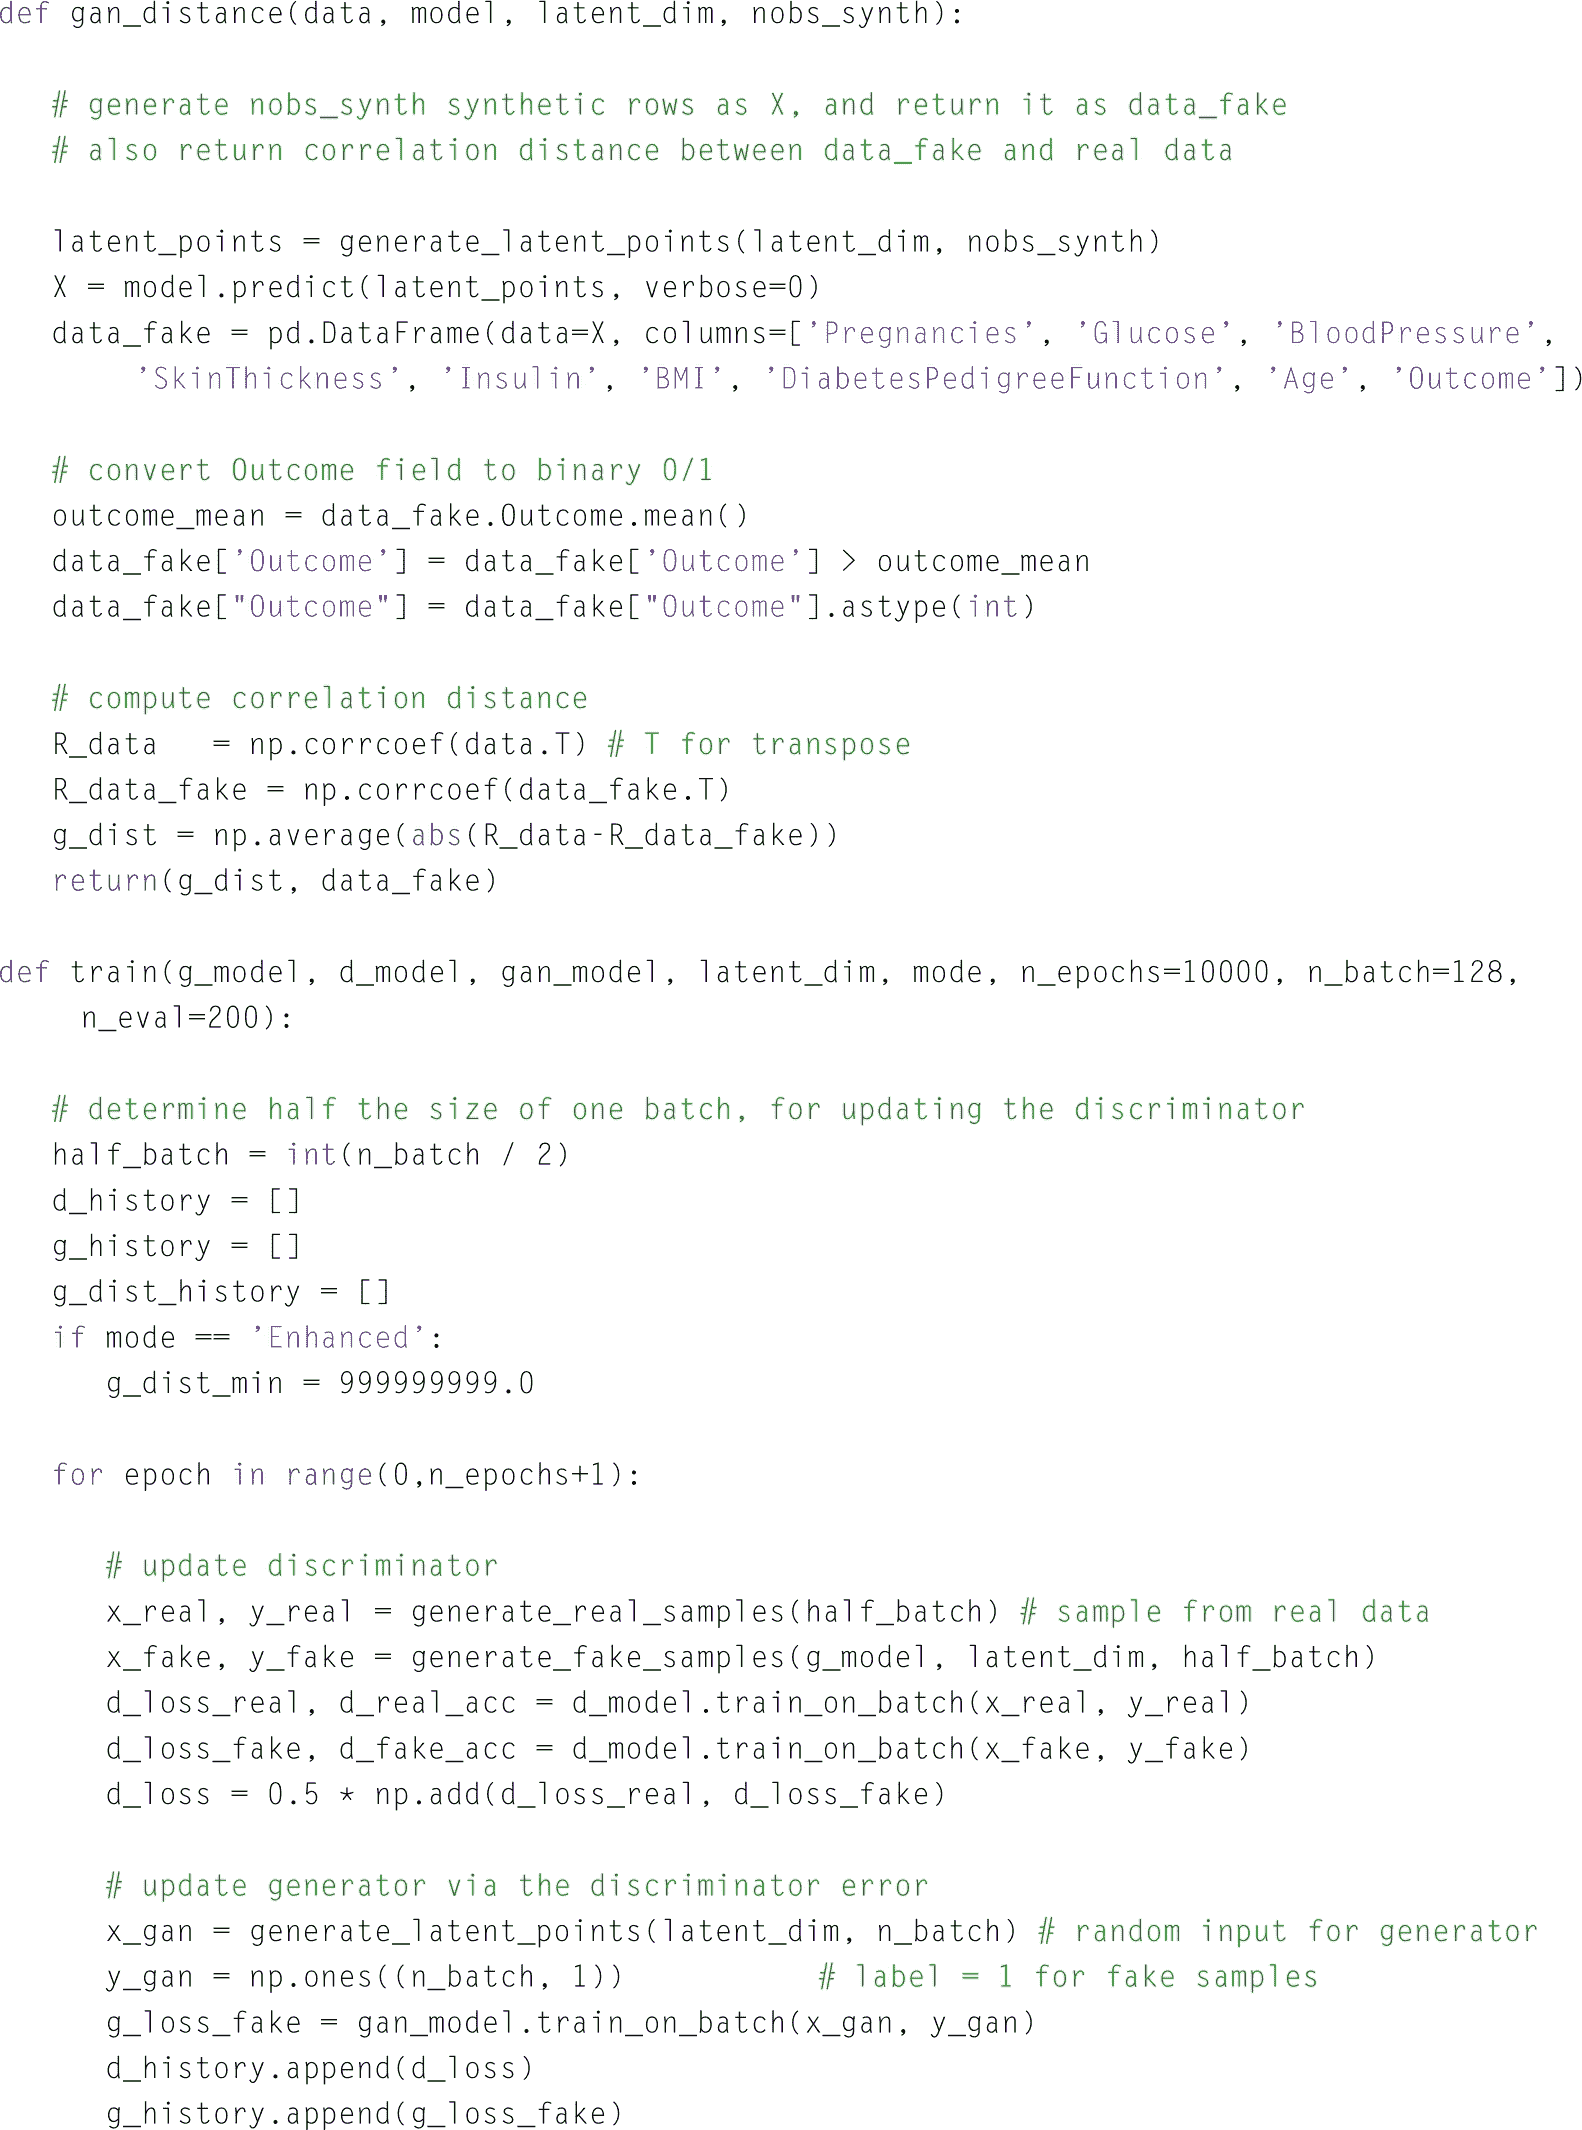 def gan_distance(data, model, latent_dim, nobs_synth):
# generate nobs_synth synthetic rows as X, and return it as data_fake
# also return correlation distance between data_fake and real data
latent_points = generate_latent_points(latent_dim, nobs_synth)
X = model.predict(latent_points, verbose=0)
data_fake = pd.DataFrame(data=X, columns=['Pregnancies', 'Glucose', 'BloodPressure',
'SkinThickness', 'Insulin', 'BMI', 'DiabetesPedigreeFunction', 'Age', 'Outcome'])
# convert Outcome field to binary 0/1
outcome_mean = data_fake.Outcome.mean()
data_fake['Outcome'] = data_fake['Outcome'] > outcome_mean
data_fake["Outcome"] = data_fake["Outcome"].astype(int)
# compute correlation distance
R_data   = np.corrcoef(data.T) # T for transpose
R_data_fake = np.corrcoef(data_fake.T)
g_dist = np.average(abs(R_data-R_data_fake))
return(g_dist, data_fake)
def train(g_model, d_model, gan_model, latent_dim, mode, n_epochs=10000, n_batch=128,
n_eval=200):
# determine half the size of one batch, for updating the discriminator
half_batch = int(n_batch / 2)
d_history = []
g_history = []
g_dist_history = []
if mode == 'Enhanced':
g_dist_min = 999999999.0
for epoch in range(0,n_epochs+1):
# update discriminator
x_real, y_real = generate_real_samples(half_batch) # sample from real data
x_fake, y_fake = generate_fake_samples(g_model, latent_dim, half_batch)
d_loss_real, d_real_acc = d_model.train_on_batch(x_real, y_real)
d_loss_fake, d_fake_acc = d_model.train_on_batch(x_fake, y_fake)
d_loss = 0.5 * np.add(d_loss_real, d_loss_fake)
# update generator via the discriminator error
x_gan = generate_latent_points(latent_dim, n_batch) # random input for generator
y_gan = np.ones((n_batch, 1))           # label = 1 for fake samples
g_loss_fake = gan_model.train_on_batch(x_gan, y_gan)
d_history.append(d_loss)
g_history.append(g_loss_fake)